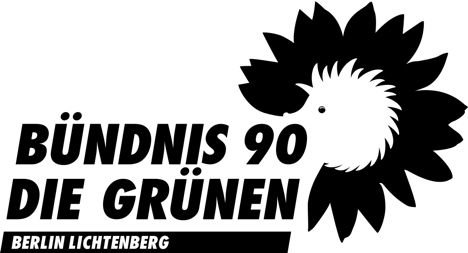 BÜNDNIS 90
DIE GRÜNEN
BERLIN LICHTENBERG